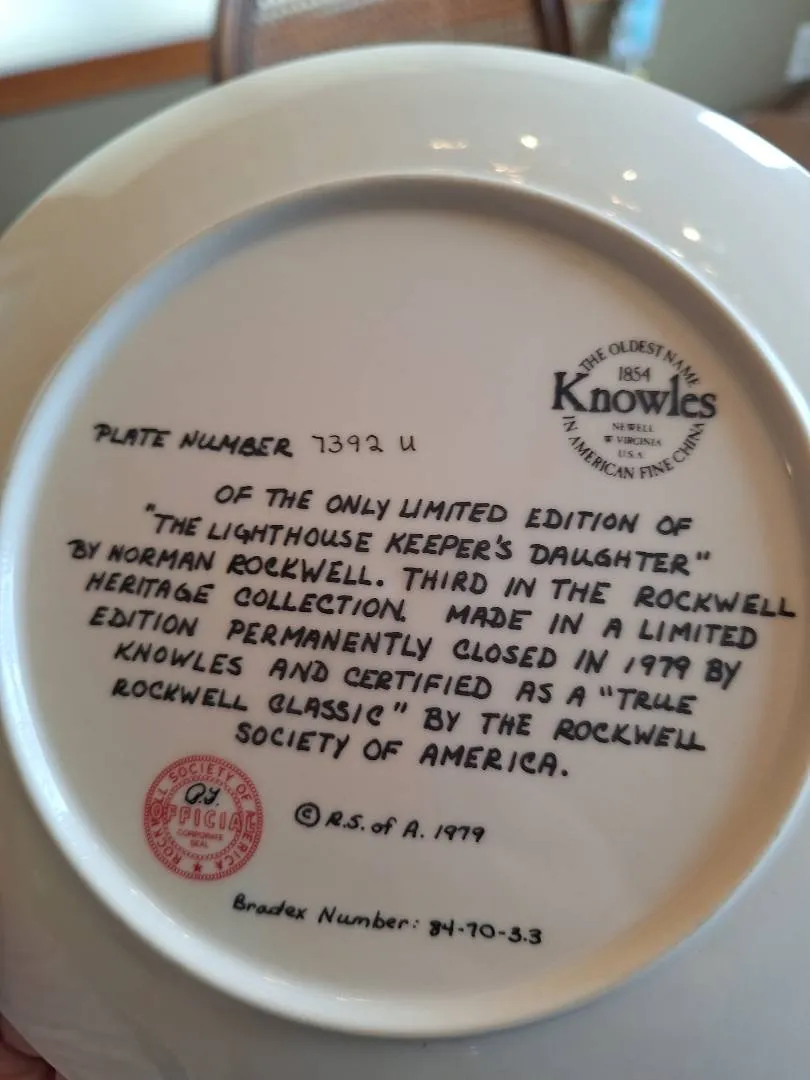 THE OLDEST NAME
1854
Knowles
NEWELL
W VIRGINIA
U.S.A.
IN AMERICAN FINE CHINA
PLATE NUMBER 7392 U
OF THE ONLY LIMITED EDITION OF
"THE LIGHTHOUSE KEEPER'S DAUGHTER"
BY NORMAN ROCKWELL. THIRD IN THE ROCKWELL
HERITAGE COLLECTION. MADE IN A LIMITED
EDITION PERMANENTLY CLOSED IN 1979 BY
KNOWLES AND CERTIFIED AS A "TRUE
ROCKWELL CLASSIC" BY THE ROCKWELL
SOCIETY OF AMERICA.
ROCKWELL SOCIETY OF AMERICA
OFFICIAL
CORPORATE
SEAL
© R.S. of A. 1979
Bradex Number: 84-70-3.3